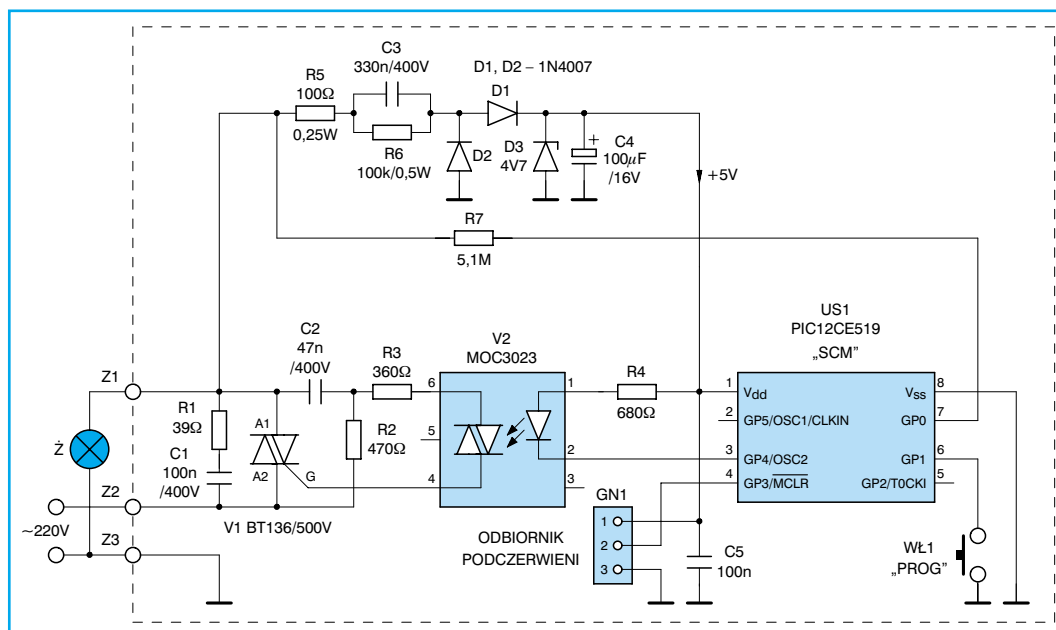 C3
330n/400V
D1, D2 – 1N4007
R5
100Ω
0,25W
D1
R6
100k/0,5W
D2
D3
4V7
+
C4
100µF
/16V
+5V
R7
5,1M
US1
PIC12CE519
„SCM”
C2
47n
/400V
R3
360Ω
V2
MOC3023
R4
680Ω
Z1
6
1
1
Vdd
Vss
8
R1
39Ω
A1
A2
G
R2
470Ω
5
2
GP5/OSC1/CLKIN
GP0
7
Ż
C1
100n
/400V
4
2
3
GP4/OSC2
GP1
6
3
4
GP3/MCLR
GP2/T0CKI
5
Z2
V1 BT136/500V
~220V
Z3
GN1
1
2
3
ODBIORNIK
PODCZERWIENI
C5
100n
WŁ1
„PROG”